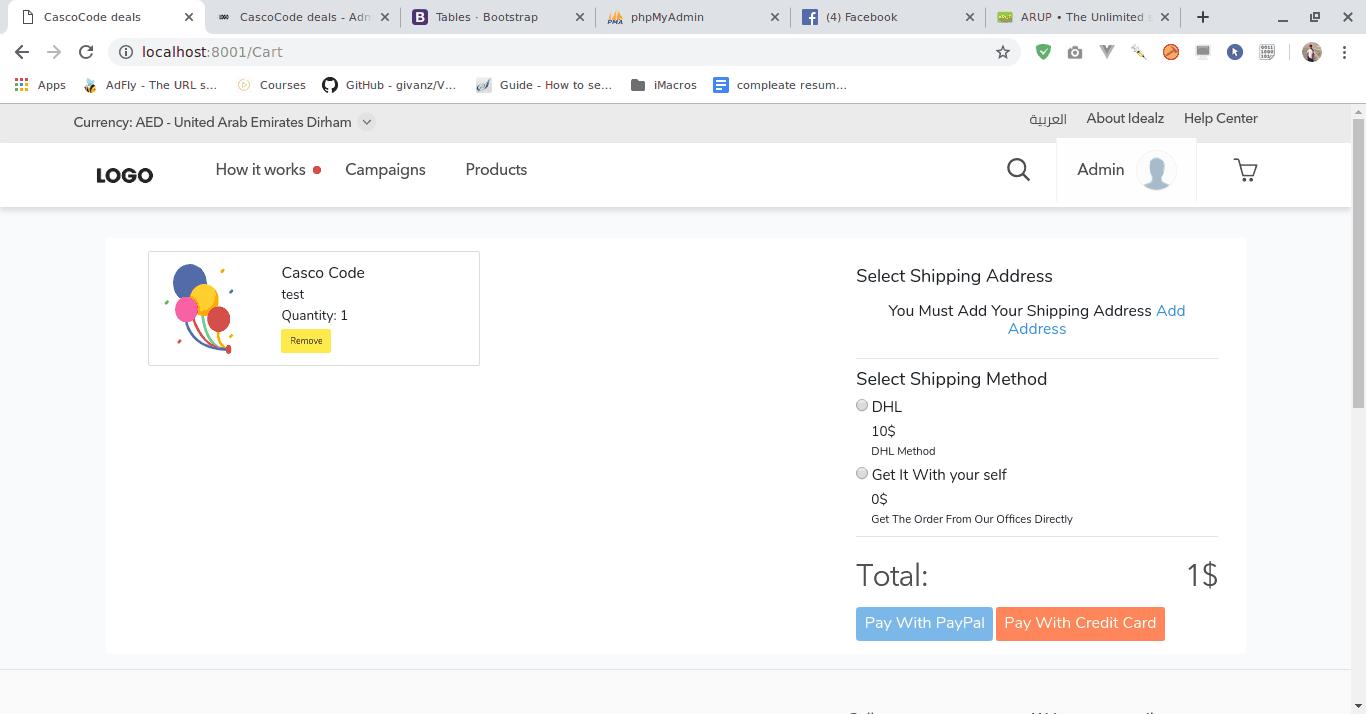 CascoCode deals
CascoCode deals - Adm
Tables · Bootstrap
phpMyAdmin
(4) Facebook
ARUP • The Unlimited
localhost:8001/Cart
Apps
AdFly - The URL s...
Courses
GitHub - givanz/V...
Guide - How to se...
iMacros
compleate resum...
Currency: AED - United Arab Emirates Dirham
العربية
About Idealz
Help Center
LOGO
How it works
Campaigns
Products
Admin
Casco Code
test
Quantity: 1
Remove
Select Shipping Address
You Must Add Your Shipping Address Add
Address
Select Shipping Method
DHL
10$
DHL Method
Get It With your self
0$
Get The Order From Our Offices Directly
Total:
1$
Pay With PayPal
Pay With Credit Card